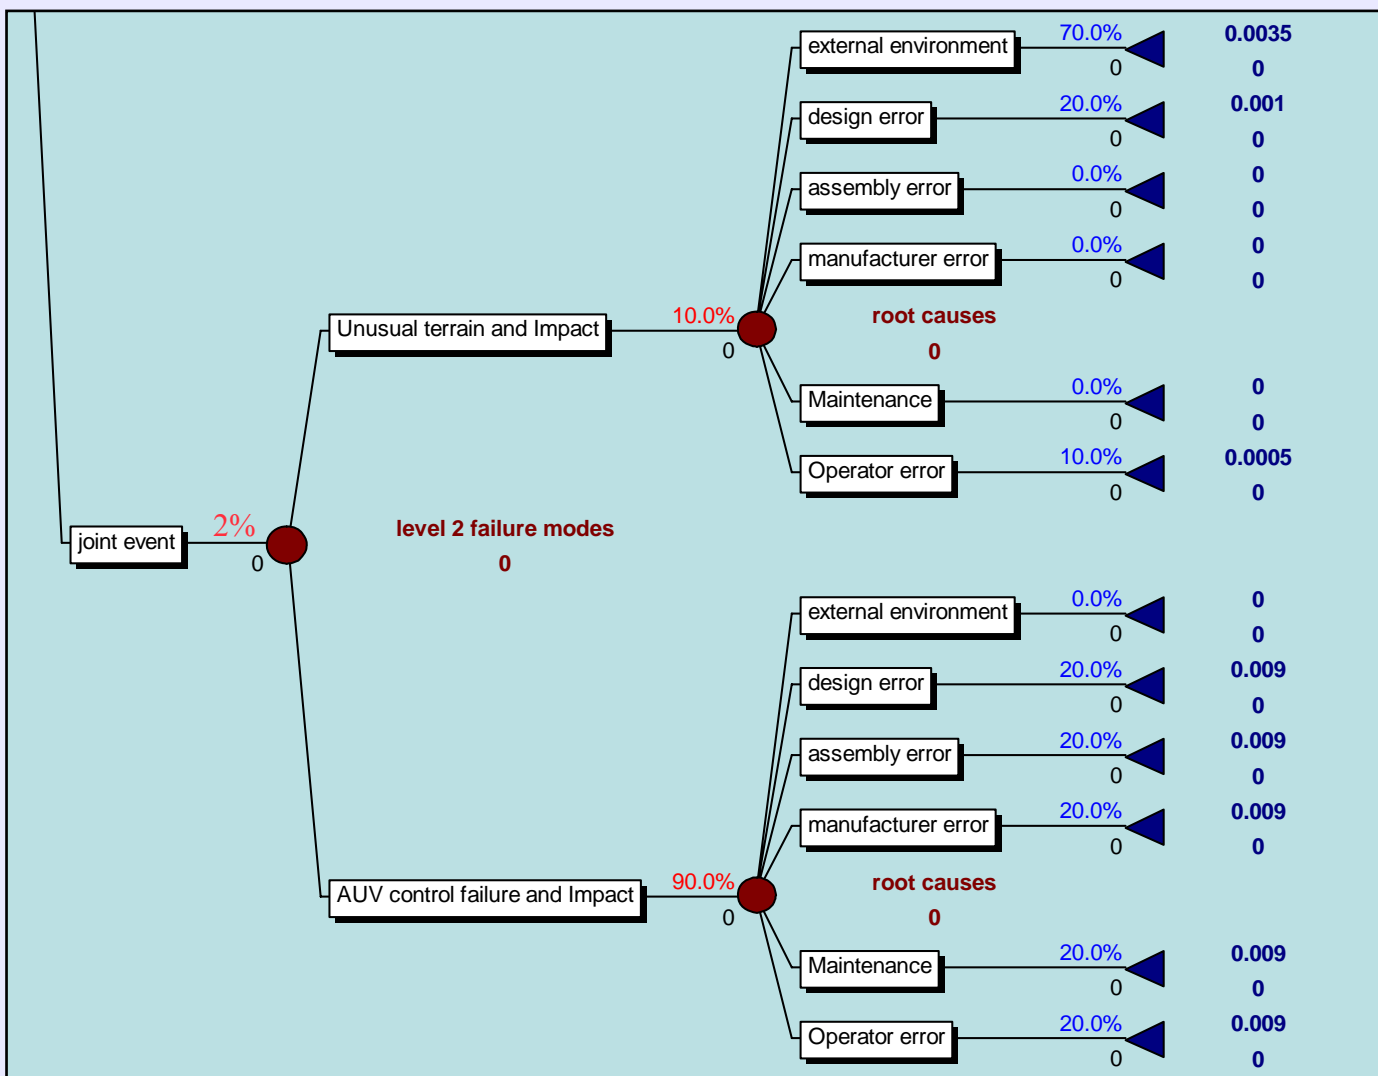 external environment 70.0% 0.0035
0 0
design error 20.0% 0.001
0 0
assembly error 0.0% 0
0 0
manufacturer error 0.0% 0
0 0
Unusual terrain and Impact 10.0% root causes
0 0
Maintenance 0.0% 0
0 0
Operator error 10.0% 0.0005
0 0
joint event 2% level 2 failure modes
0 0
external environment 0.0% 0
0 0
design error 20.0% 0.009
0 0
assembly error 20.0% 0.009
0 0
manufacturer error 20.0% 0.009
0 0
AUV control failure and Impact 90.0% root causes
0 0
Maintenance 20.0% 0.009
0 0
Operator error 20.0% 0.009
0 0